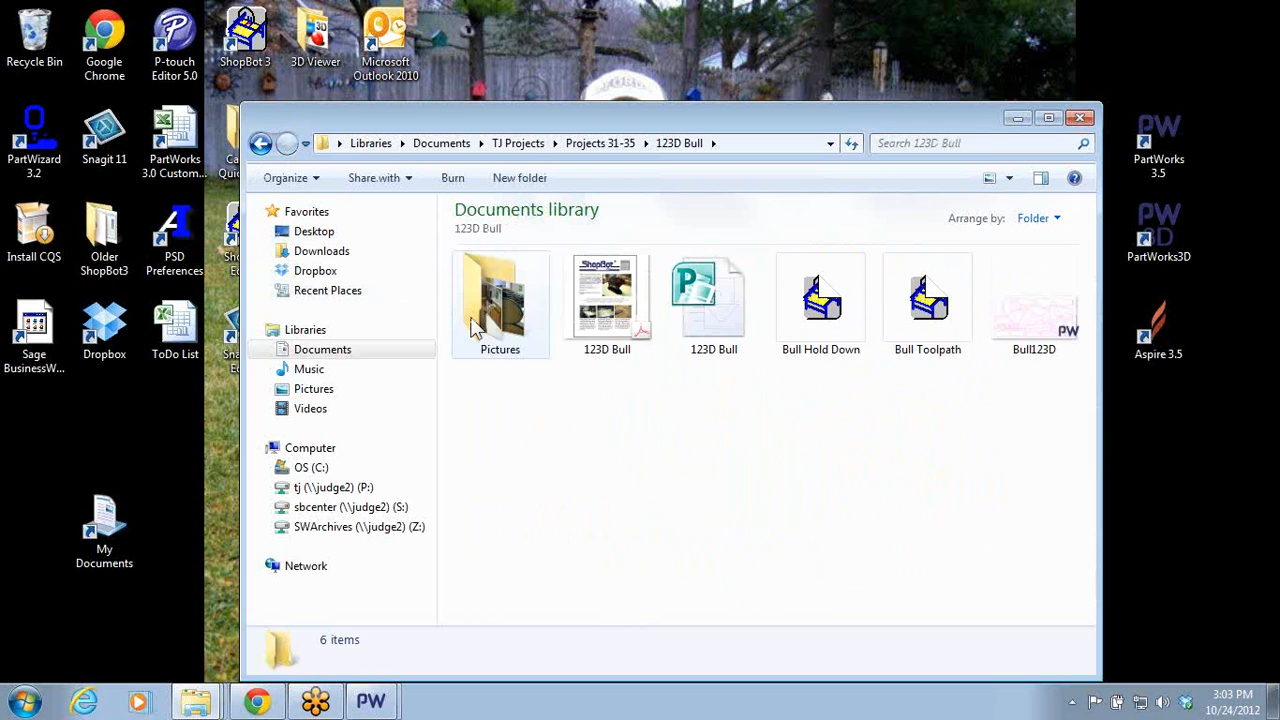 Recycle Bin
Google Chrome
P-touch Editor 5.0
ShopBot 3
3D Viewer
Microsoft Outlook 2010
PartWizard 3.2
Snagit 11
PartWorks 3.0 Custom...
Install CQS
Older ShopBot3
PSD Preferences
Sage BusinessW...
Dropbox
ToDo List
My Documents
PartWorks 3.5
PartWorks3D
Aspire 3.5
Libraries
Documents
TJ Projects
Projects 31-35
123D Bull
Search 123D Bull
Organize
Share with
Burn
New folder
Favorites
Desktop
Downloads
Dropbox
Recent Places
Libraries
Documents
Music
Pictures
Videos
Computer
OS (C:)
tj (\\judge2) (P:)
sbcenter (\\judge2) (S:)
SWArchives (\\judge2) (Z:)
Network
Documents library
123D Bull
Arrange by: Folder
ShopBot
PW
Pictures
123D Bull
123D Bull
Bull Hold Down
Bull Toolpath
Bull123D
6 items
PW
3:03 PM
10/24/2012